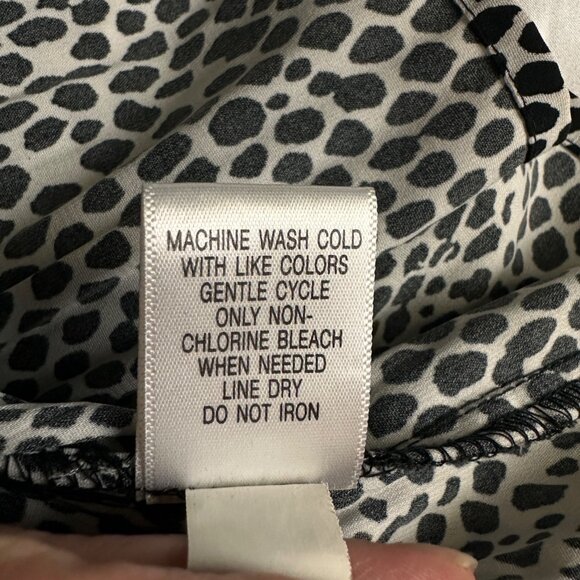 MACHINE WASH COLD
WITH LIKE COLORS
GENTLE CYCLE
ONLY NON-
CHLORINE BLEACH
WHEN NEEDED
LINE DRY
DO NOT IRON